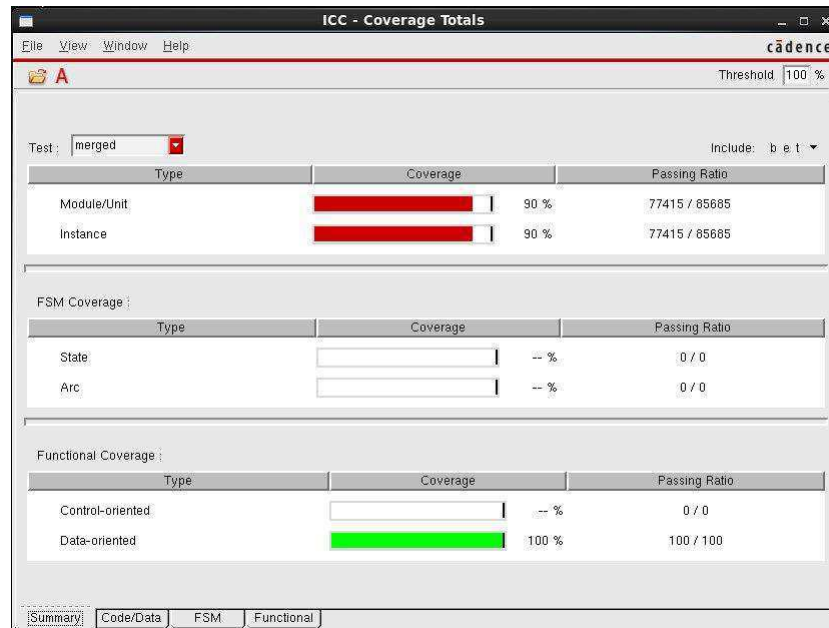 ICC - Coverage Totals
File View Window Help
cādence
A
Threshold 100 %
Test : merged
Include: b e t
Type Coverage Passing Ratio
Module/Unit 90 % 77415 / 85685
Instance 90 % 77415 / 85685
FSM Coverage :
Type Coverage Passing Ratio
State -- % 0 / 0
Arc -- % 0 / 0
Functional Coverage :
Type Coverage Passing Ratio
Control-oriented -- % 0 / 0
Data-oriented 100 % 100 / 100
Summary Code/Data FSM Functional